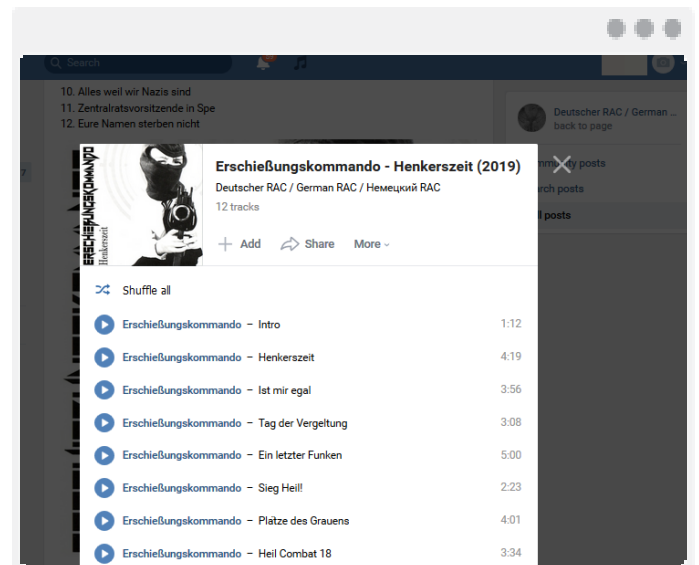 Search
10. Alles weil wir Nazis sind
11. Zentralratsvorsitzende in Spe
12. Eure Namen sterben nicht
Deutscher RAC / German ...
back to page
posts
posts
posts
7
ERSCHIEßUNGSKOMMANDO
Henkerszeit
Erschießungskommando - Henkerszeit (2019)
Deutscher RAC / German RAC / Немецкий RAC
12 tracks
Add
Share
More
Shuffle all
Erschießungskommando – Intro 1:12
Erschießungskommando – Henkerszeit 4:19
Erschießungskommando – Ist mir egal 3:56
Erschießungskommando – Tag der Vergeltung 3:08
Erschießungskommando – Ein letzter Funken 5:00
Erschießungskommando – Sieg Heil! 2:23
Erschießungskommando – Plätze des Grauens 4:01
Erschießungskommando – Heil Combat 18 3:34